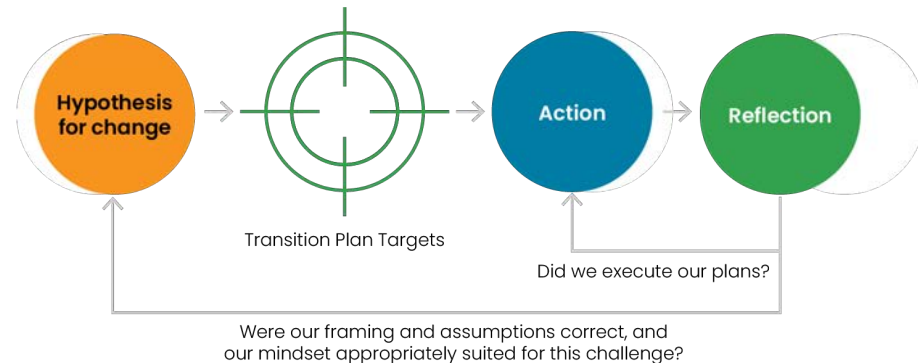 Hypothesis
for change
Transition Plan Targets
Action
Reflection
Did we execute our plans?
Were our framing and assumptions correct, and
our mindset appropriately suited for this challenge?